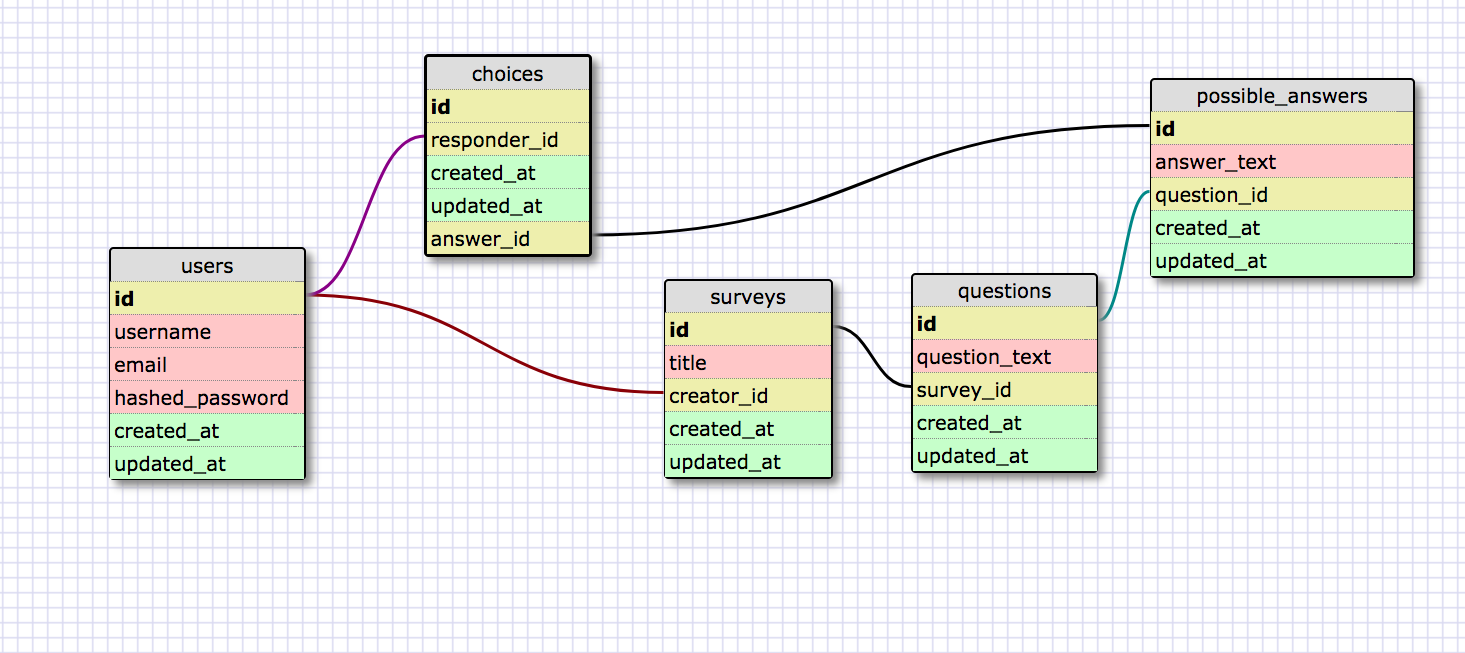 choices
id
responder_id
created_at
updated_at
answer_id
possible_answers
id
answer_text
question_id
created_at
updated_at
users
id
username
email
hashed_password
created_at
updated_at
surveys
id
title
creator_id
created_at
updated_at
questions
id
question_text
survey_id
created_at
updated_at